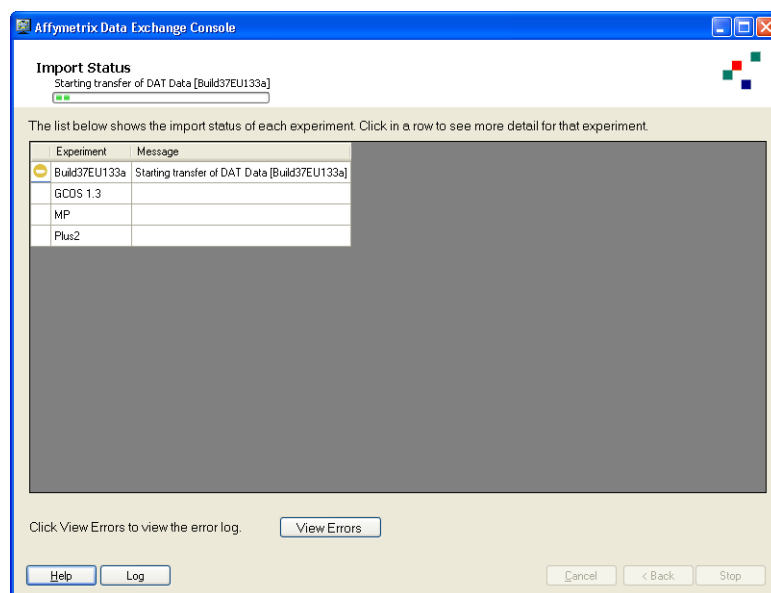 Affymetrix Data Exchange Console
Import Status
Starting transfer of DAT Data [Build37EU133a]
The list below shows the import status of each experiment. Click in a row to see more detail for that experiment.
Experiment Message
Build37EU133a Starting transfer of DAT Data [Build37EU133a]
GCOS 1.3
MP
Plus2
Click View Errors to view the error log. View Errors
Help Log Cancel < Back Stop